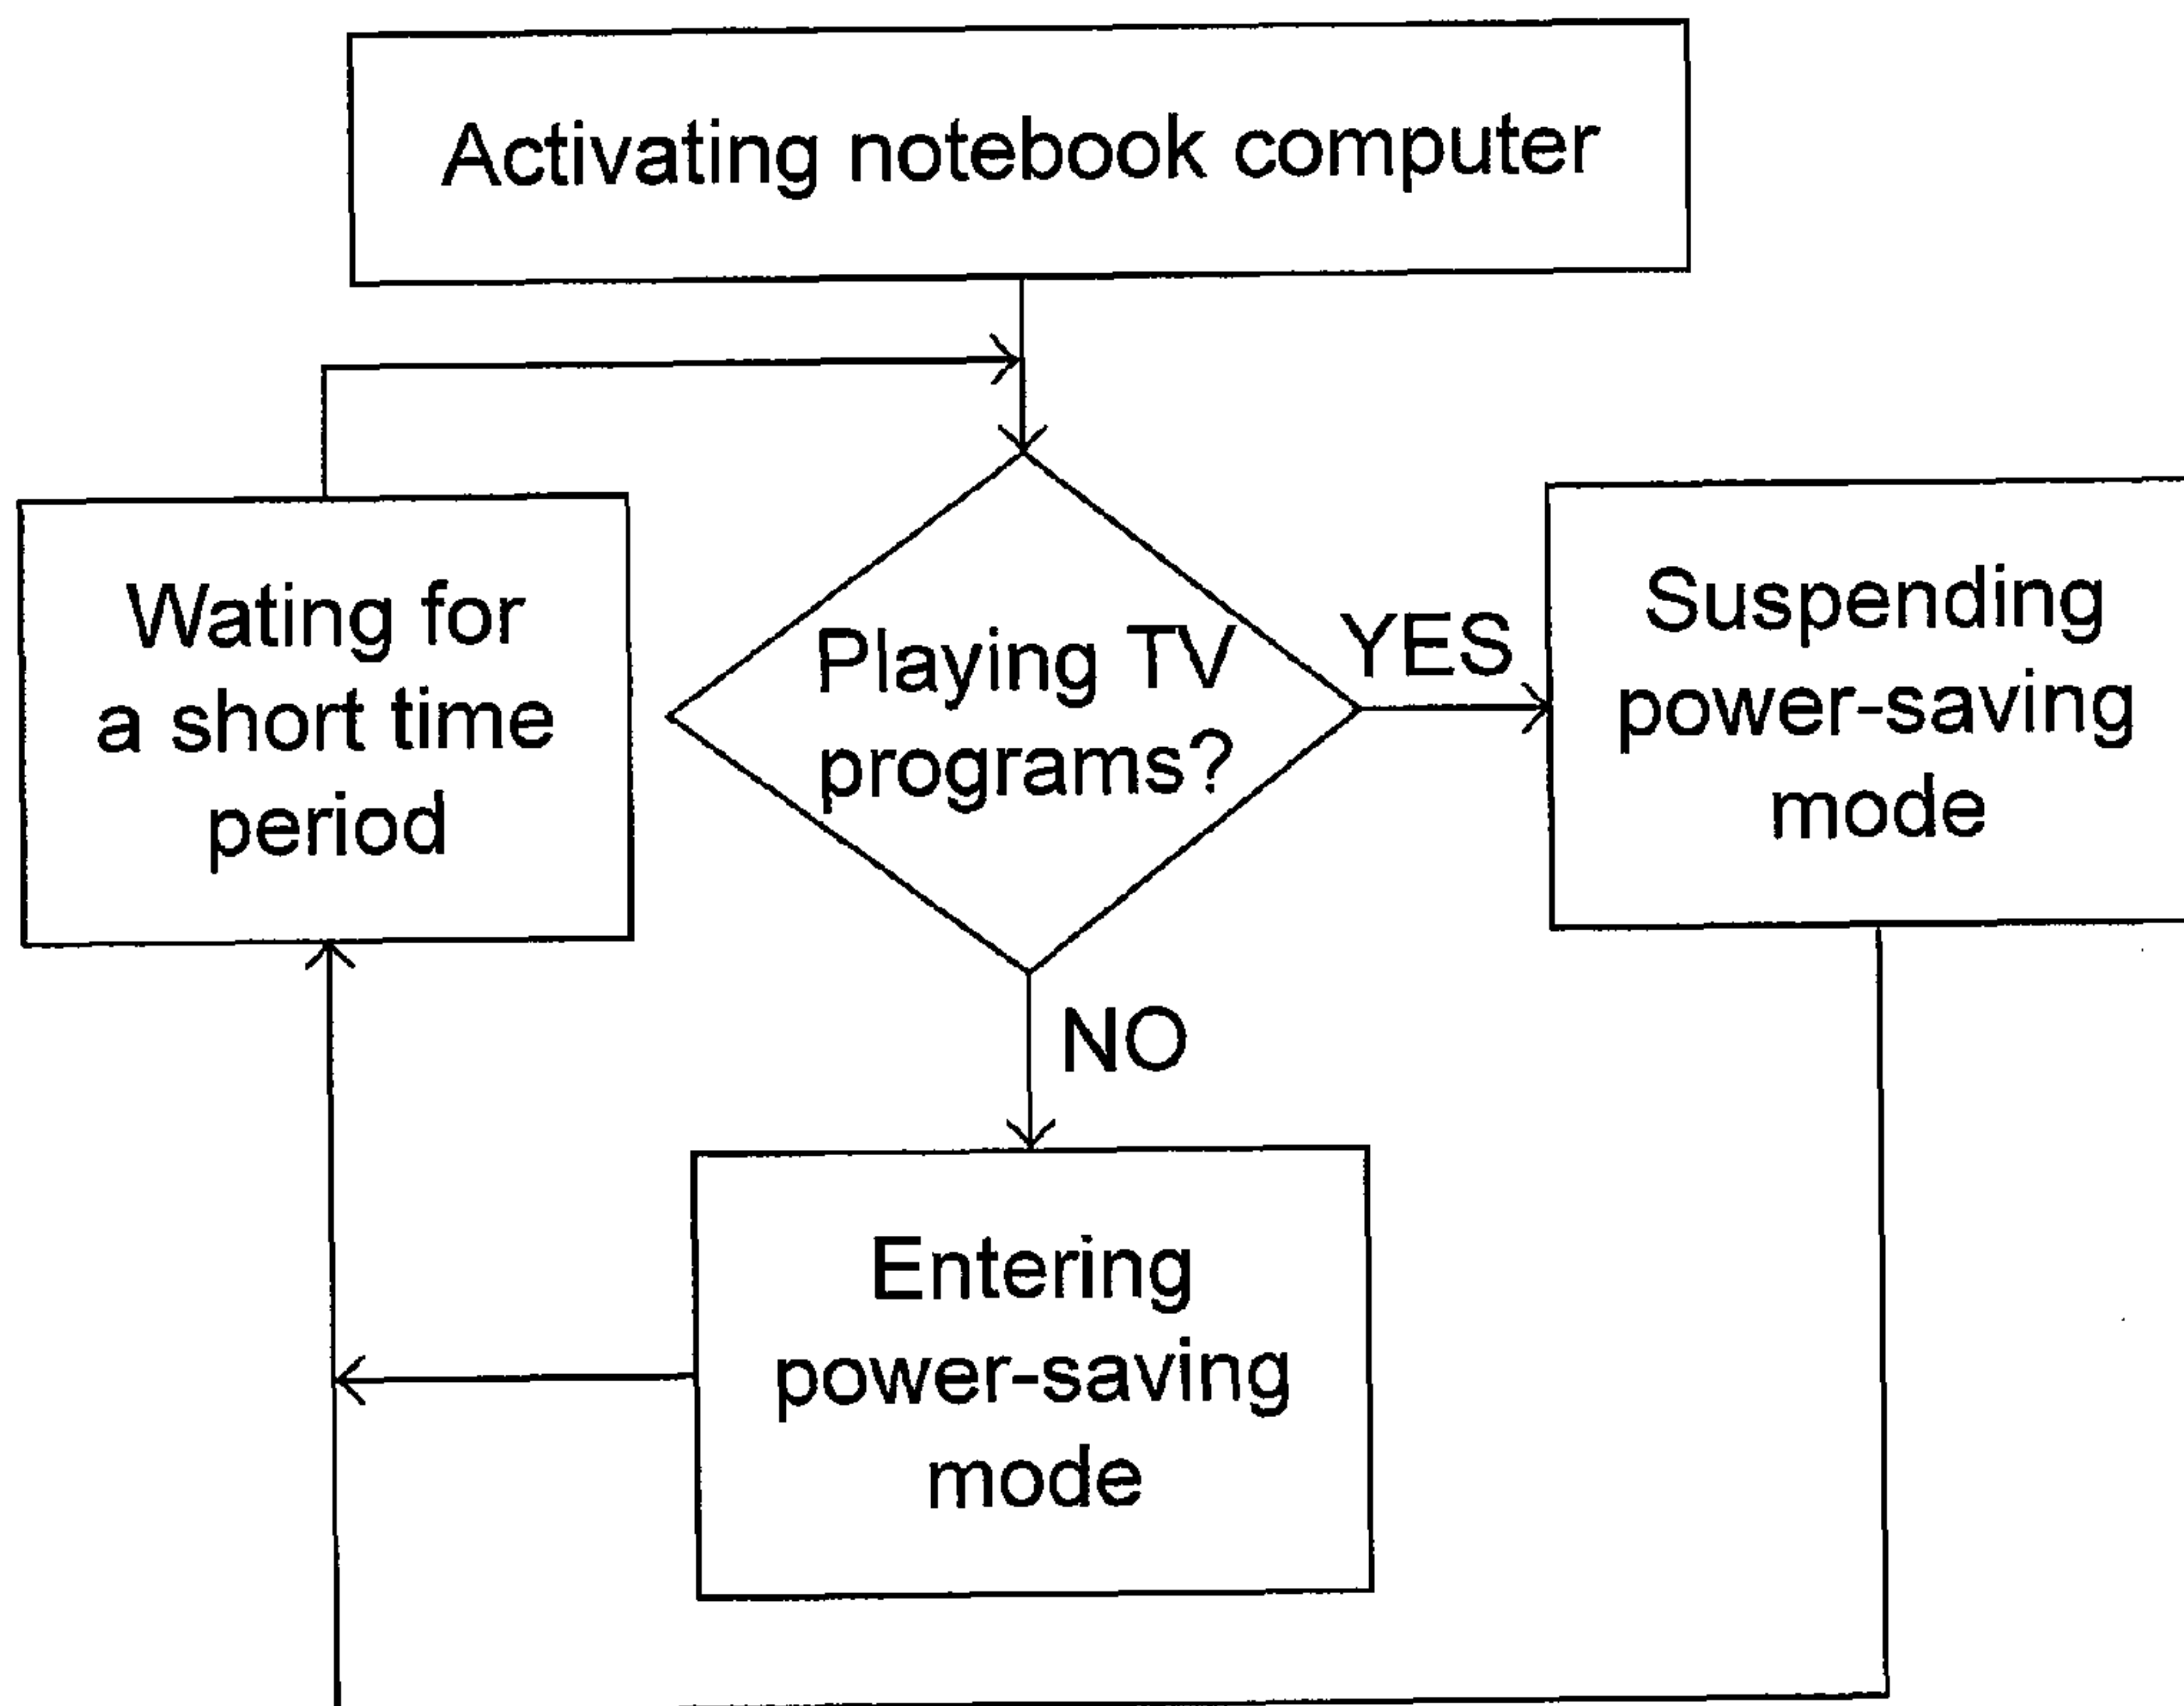 Activating notebook computer
Wating for
a short time
period
Playing TV
programs?
YES
Suspending
power-saving
mode
NO
Entering
power-saving
mode